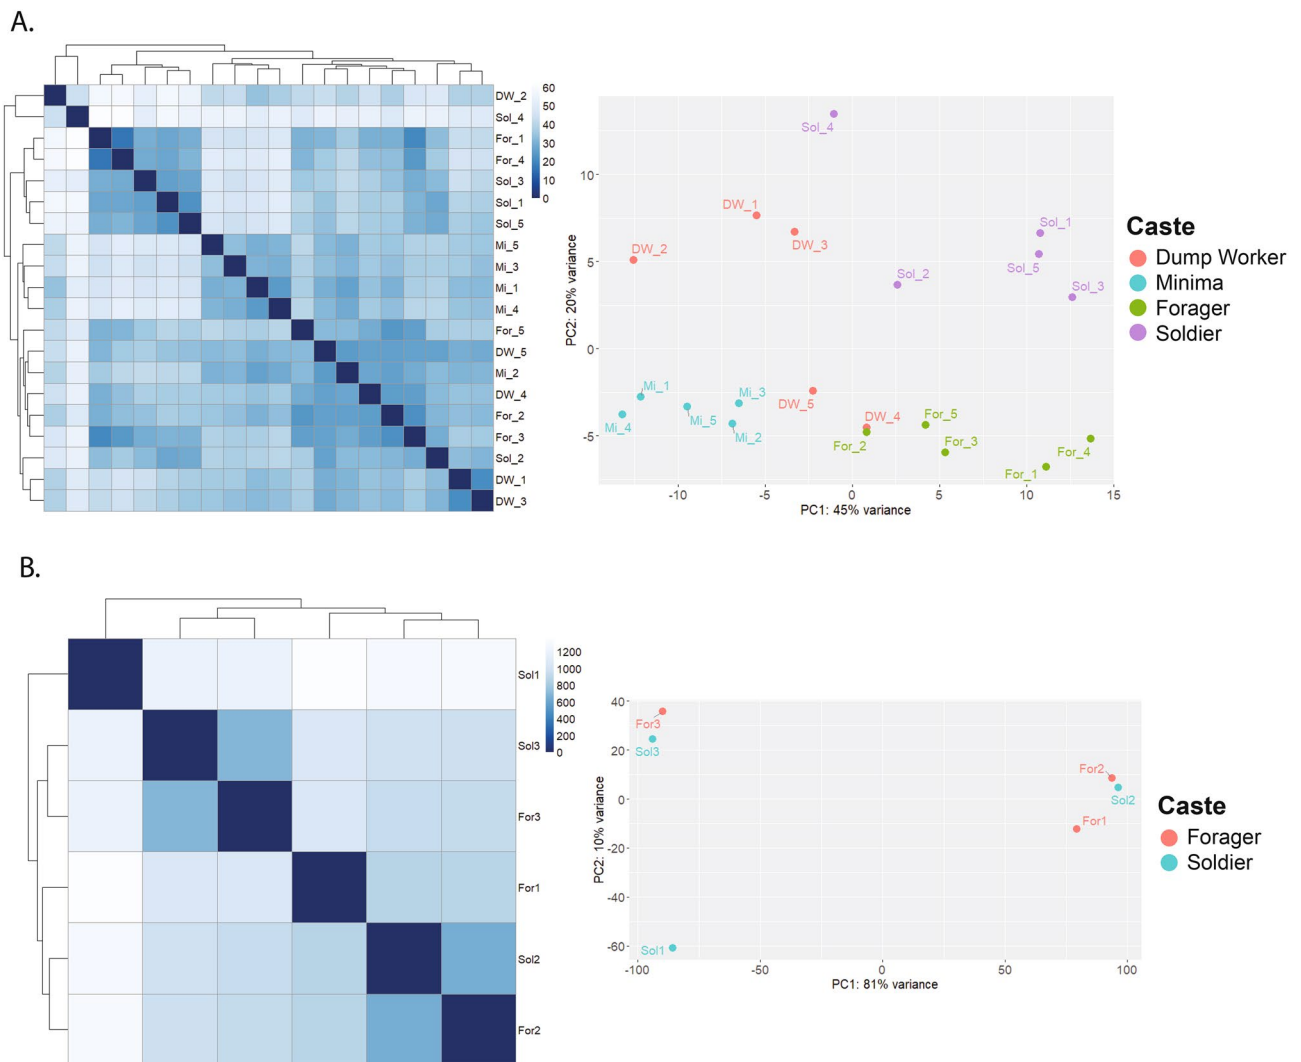 A.
60
50
40
30
20
10
0
DW_2
Sol_4
For_1
For_4
Sol_3
Sol_1
Sol_5
Mi_5
Mi_3
Mi_1
Mi_4
For_5
DW_5
Mi_2
DW_4
For_2
For_3
Sol_2
DW_1
DW_3
PC2: 20% variance
10
5
0
-5
Sol_4
DW_1
DW_3
DW_2
Sol_1
Sol_5
Sol_2
Sol_3
Mi_1
Mi_3
Mi_4
Mi_5
Mi_2
DW_5
DW_4
For_2
For_5
For_3
For_4
For_1
-10
-5
0
5
10
15
PC1: 45% variance
Caste
Dump Worker
Minima
Forager
Soldier
B.
1200
1000
800
600
400
200
0
Sol1
Sol3
For3
For1
Sol2
For2
PC2: 10% variance
40
20
0
-20
-40
-60
For3
Sol3
For2
Sol2
For1
Sol1
-100
-50
0
50
100
PC1: 81% variance
Caste
Forager
Soldier